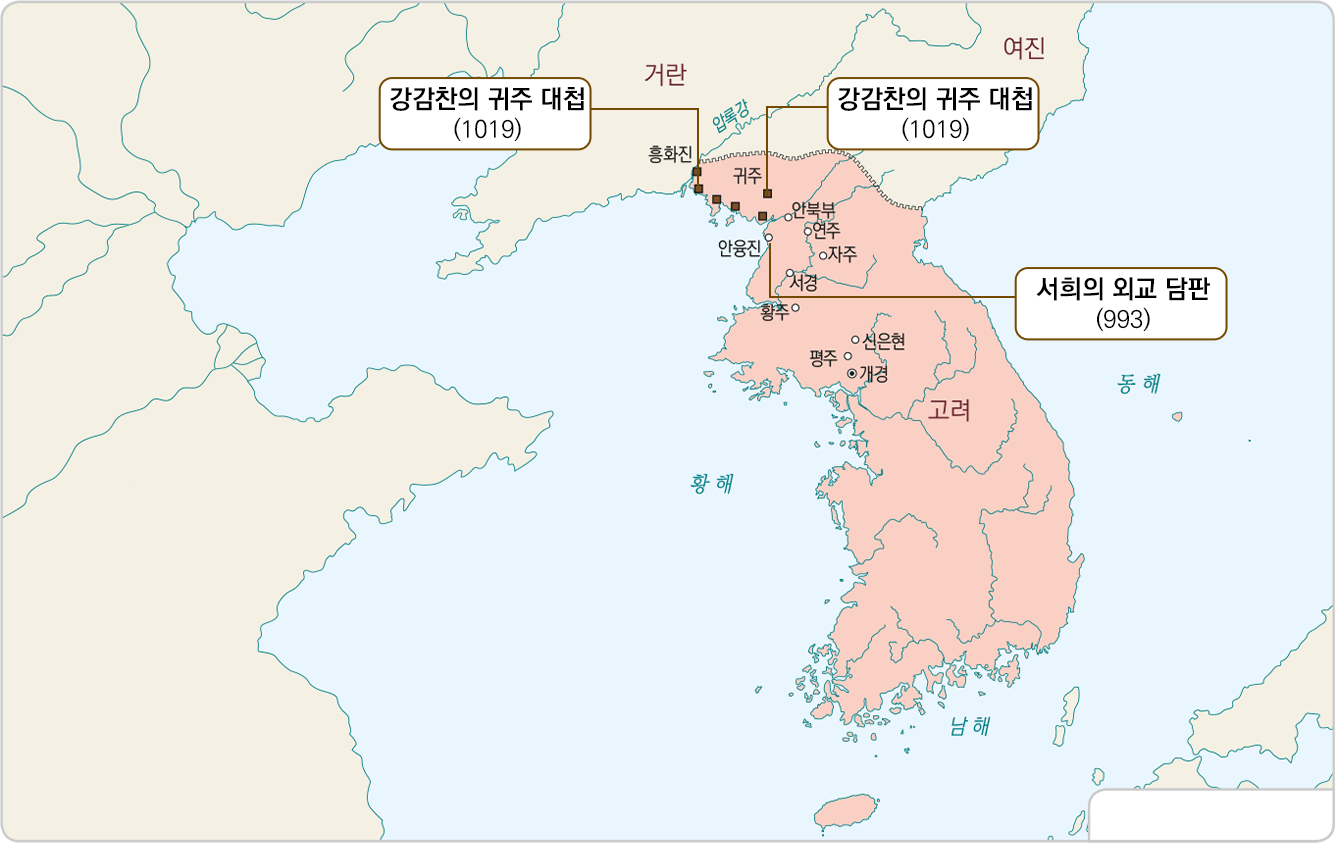 여진
거란
강감찬의 귀주 대첩
(1019)
강감찬의 귀주 대첩
(1019)
압록강
흥화진
귀주
안북부
연주
안융진
자주
서경
서희의 외교 담판
(993)
황주
신은현
평주
개경
동해
고려
황해
남해